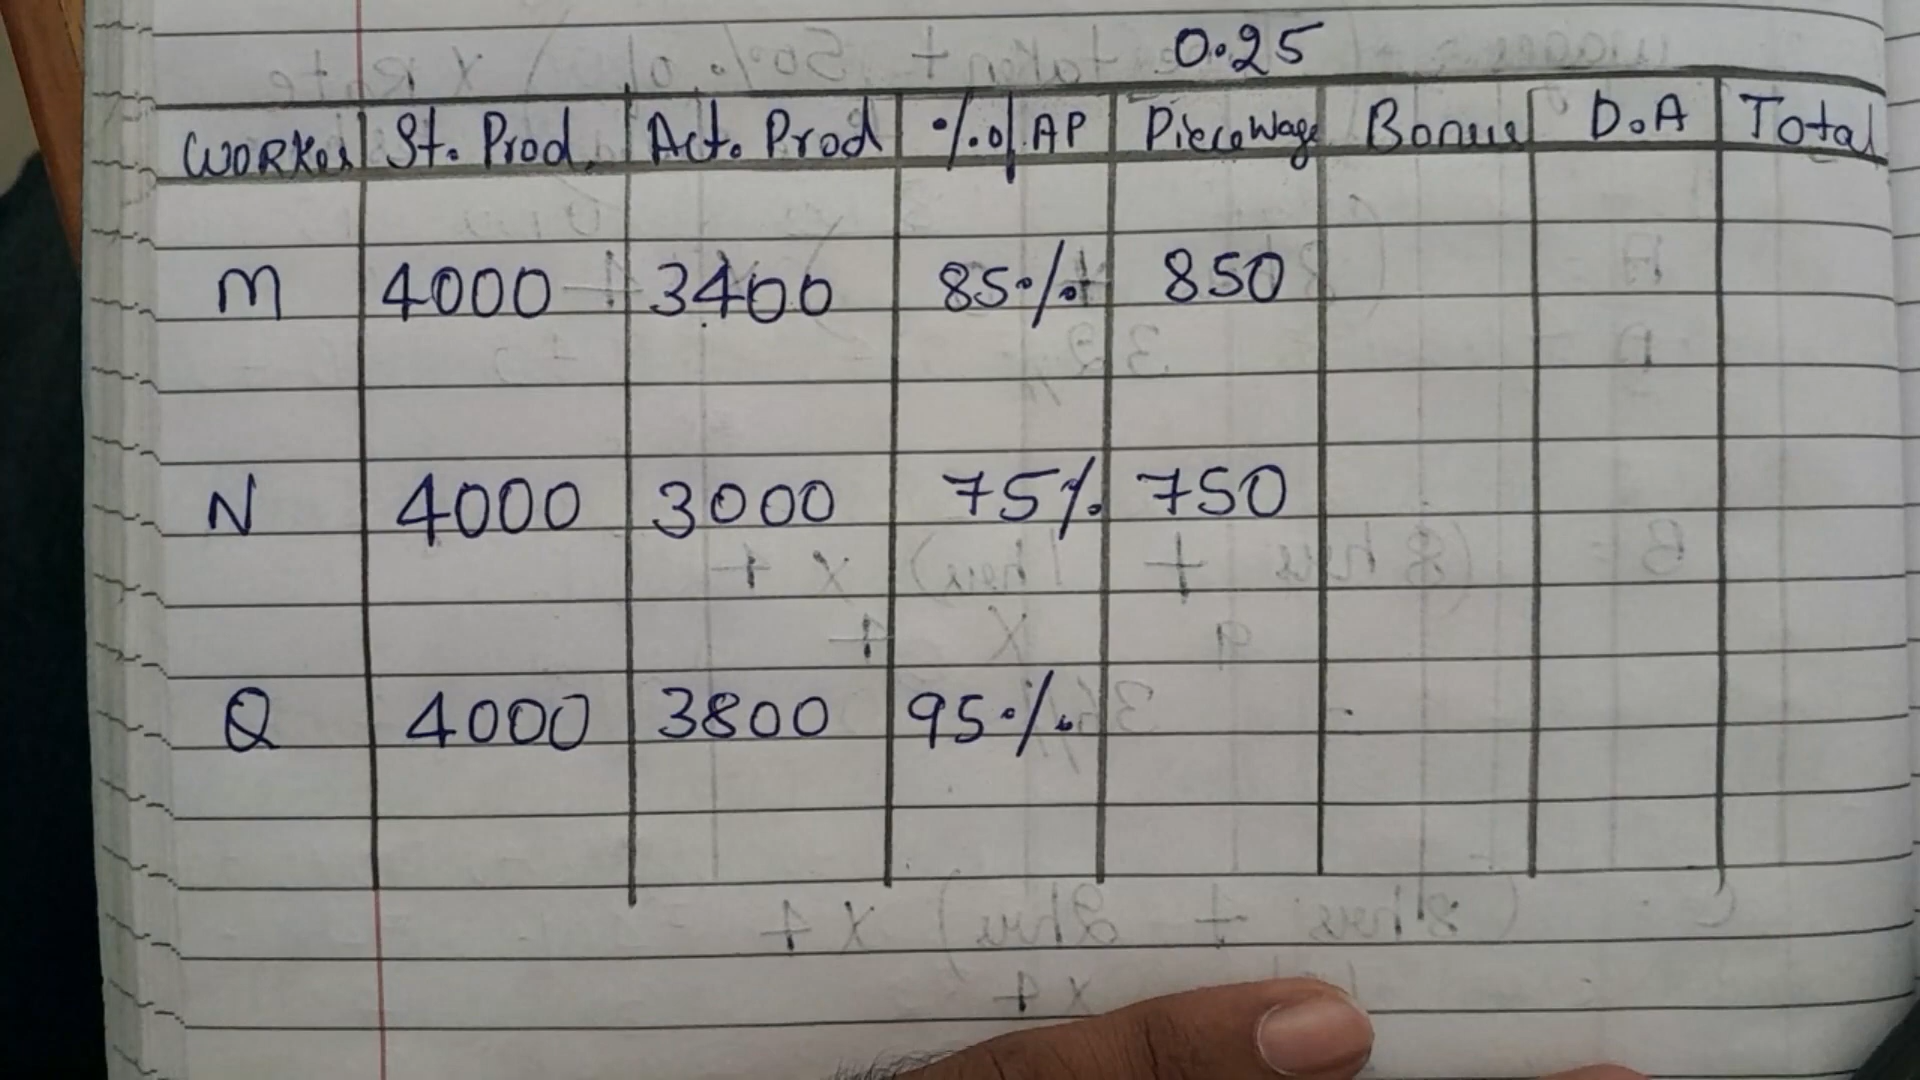 0.25
Worker St. Prod. Act. Prod % of AP Piece Wage Bonus D.A Total
M 4000 3400 85% 850
N 4000 3000 75% 750
Q 4000 3800 95%